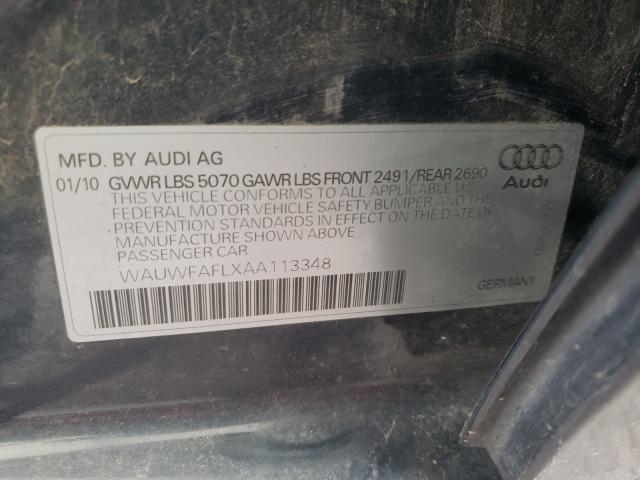 MFD. BY AUDI AG
01/10 GVWR LBS 5070 GAWR LBS FRONT 2491/REAR 2690
THIS VEHICLE CONFORMS TO ALL APPLICABLE U.S.
FEDERAL MOTOR VEHICLE SAFETY BUMPER AND THEFT
PREVENTION STANDARDS IN EFFECT ON THE DATE OF
MANUFACTURE SHOWN ABOVE
PASSENGER CAR
WAUWFAFLXAA113348
Audi
GERMANY